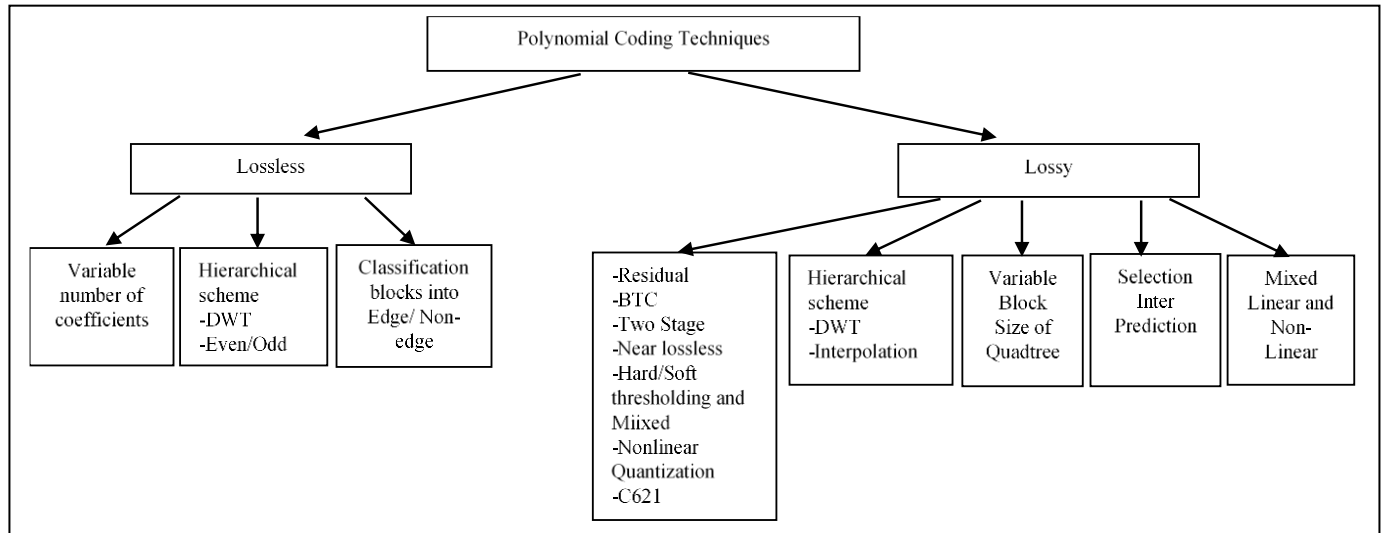 Polynomial Coding Techniques
Lossless
Lossy
Variable
number of
coefficients
Hierarchical
scheme
-DWT
-Even/Odd
Classification
blocks into
Edge/ Non-
edge
-Residual
-BTC
-Two Stage
-Near lossless
-Hard/Soft
thresholding and
Miixed
-Nonlinear
Quantization
-C621
Hierarchical
scheme
-DWT
-Interpolation
Variable
Block
Size of
Quadtree
Selection
Inter
Prediction
Mixed
Linear and
Non-
Linear